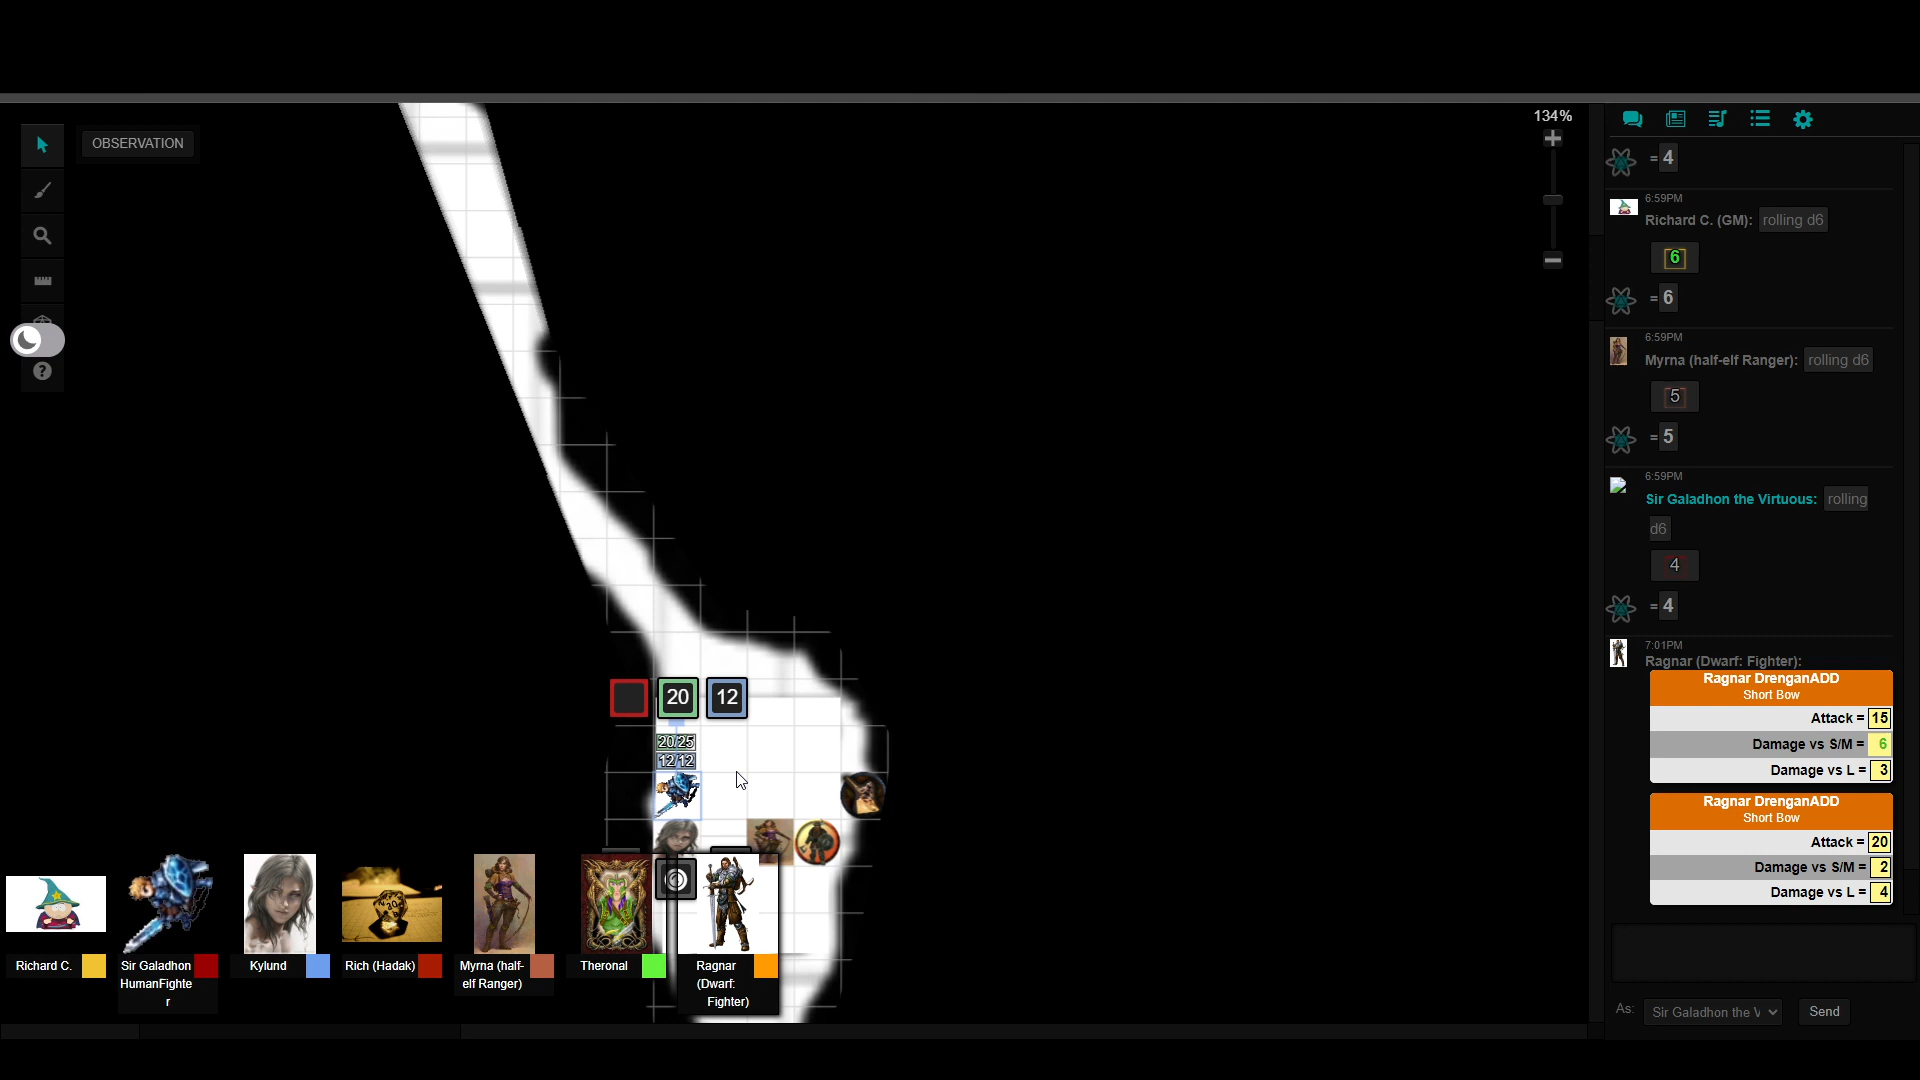 134%
OBSERVATION
= 4
6:59PM
Richard C. (GM): rolling d6
6
= 6
6:59PM
Myrna (half-elf Ranger): rolling d6
5
= 5
6:59PM
Sir Galadhon the Virtuous: rolling
d6
4
= 4
7:01PM
Ragnar (Dwarf: Fighter):
Ragnar DrenganADD
Short Bow
Attack = 15
Damage vs S/M = 6
Damage vs L = 3
Ragnar DrenganADD
Short Bow
Attack = 20
Damage vs S/M = 2
Damage vs L = 4
20 12
20/25
12/12
Richard C.
Sir Galadhon
HumanFighte
r
Kylund
Rich (Hadak)
Myrna (half-
elf Ranger)
Theronal
Ragnar
(Dwarf:
Fighter)
As: Sir Galadhon the V Send